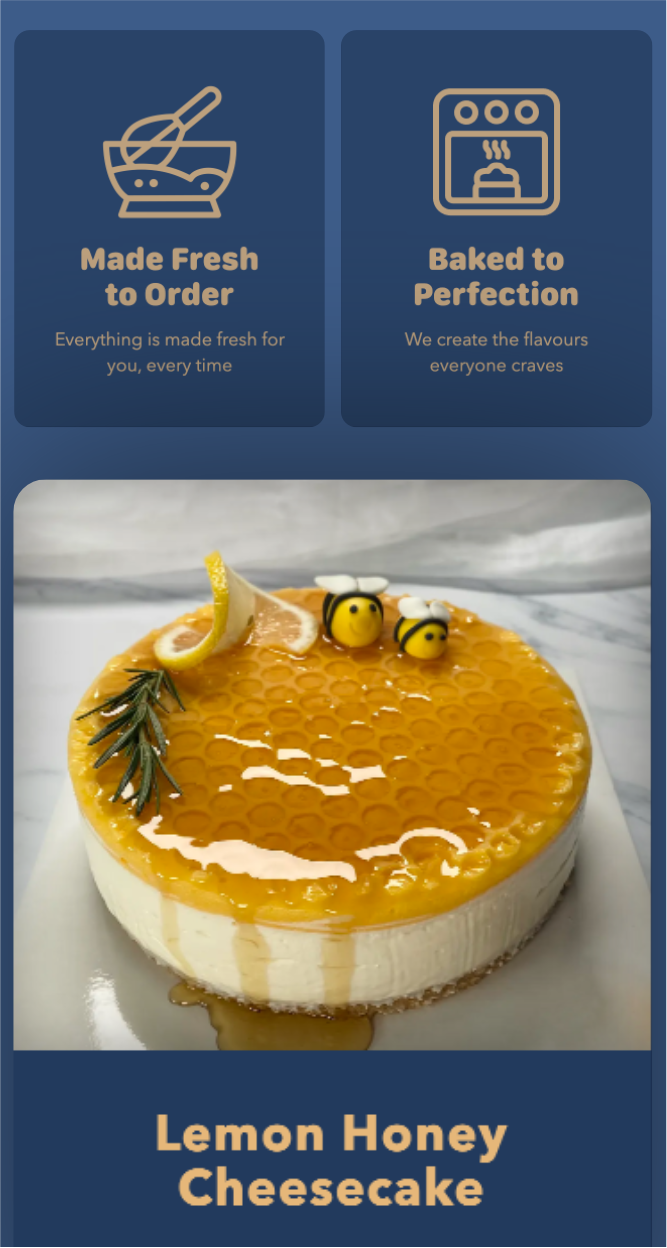 Made Fresh
to Order
Everything is made fresh for
you, every time
Baked to
Perfection
We create the flavours
everyone craves
Lemon Honey
Cheesecake